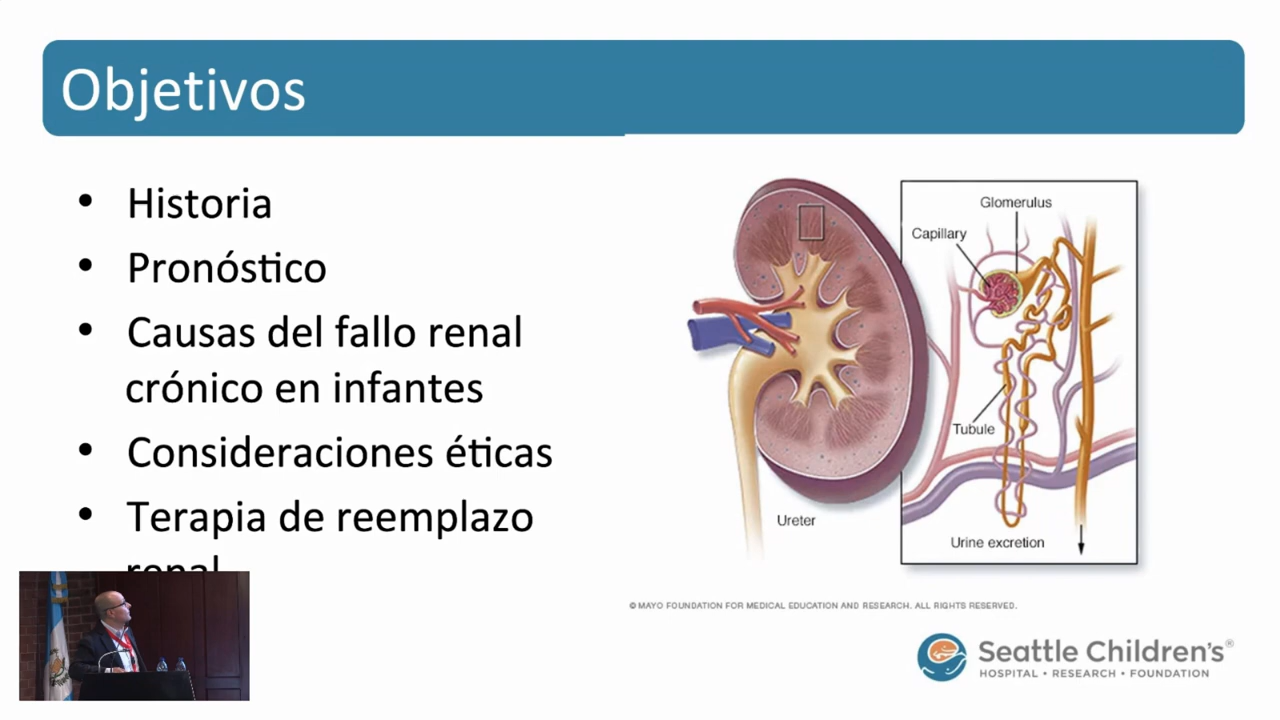 Objetivos
• Historia
• Pronóstico
• Causas del fallo renal
crónico en infantes
• Consideraciones éticas
• Terapia de reemplazo
renal
Glomerulus
Capillary
Tubule
Ureter
Urine excretion
© MAYO FOUNDATION FOR MEDICAL EDUCATION AND RESEARCH. ALL RIGHTS RESERVED.
Seattle Children's®
HOSPITAL • RESEARCH • FOUNDATION